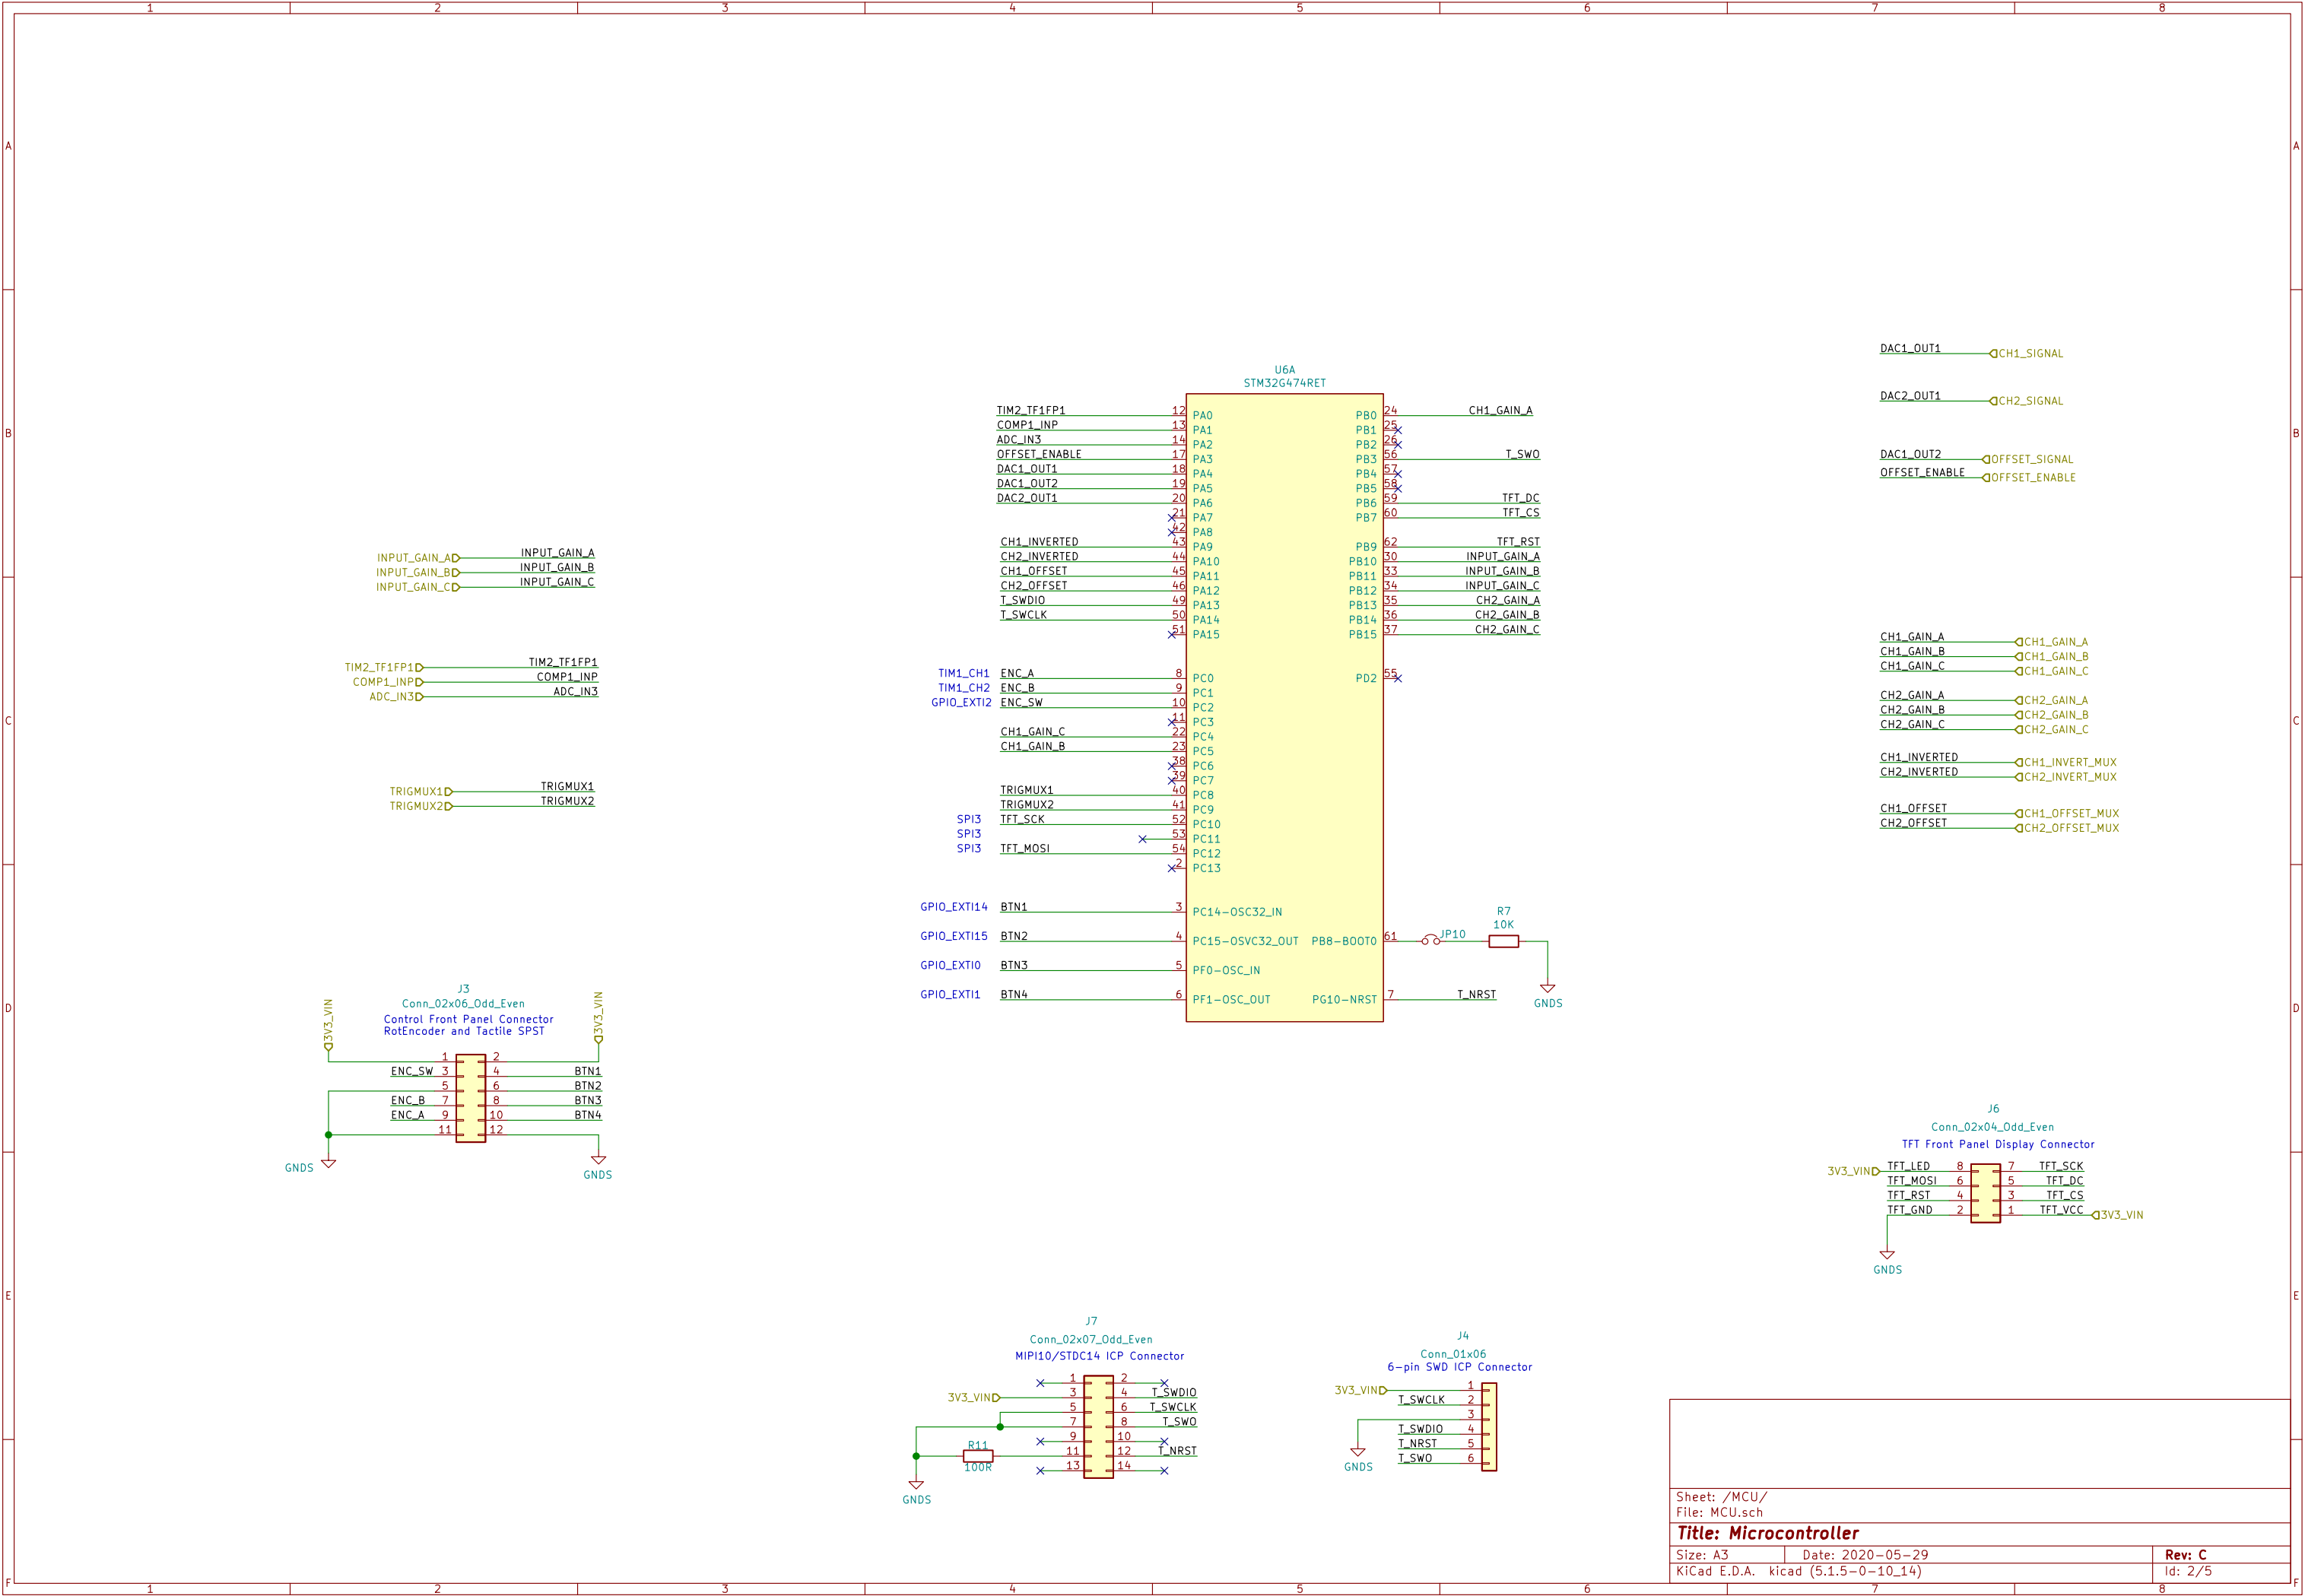 1 2 3 4 5 6 7 8
A A
B B
C C
D D
E E
F F
U6A
STM32G474RET
TIM2_TF1FP1 12 PA0
COMP1_INP 13 PA1
ADC_IN3 14 PA2
OFFSET_ENABLE 17 PA3
DAC1_OUT1 18 PA4
DAC1_OUT2 19 PA5
DAC2_OUT1 20 PA6
21 PA7
42 PA8
CH1_INVERTED 43 PA9
CH2_INVERTED 44 PA10
CH1_OFFSET 45 PA11
CH2_OFFSET 46 PA12
T_SWDIO 49 PA13
T_SWCLK 50 PA14
51 PA15
TIM1_CH1 ENC_A 8 PC0
TIM1_CH2 ENC_B 9 PC1
GPIO_EXTI2 ENC_SW 10 PC2
11 PC3
CH1_GAIN_C 22 PC4
CH1_GAIN_B 23 PC5
38 PC6
39 PC7
TRIGMUX1 40 PC8
TRIGMUX2 41 PC9
SPI3 TFT_SCK 52 PC10
SPI3 53 PC11
SPI3 TFT_MOSI 54 PC12
2 PC13
GPIO_EXTI14 BTN1 3 PC14-OSC32_IN
GPIO_EXTI15 BTN2 4 PC15-OSVC32_OUT
GPIO_EXTI0 BTN3 5 PF0-OSC_IN
GPIO_EXTI1 BTN4 6 PF1-OSC_OUT
PB0 24 CH1_GAIN_A
PB1 25
PB2 26
PB3 56 T_SWO
PB4 57
PB5 58
PB6 59 TFT_DC
PB7 60 TFT_CS
PB9 62 TFT_RST
PB10 30 INPUT_GAIN_A
PB11 33 INPUT_GAIN_B
PB12 34 INPUT_GAIN_C
PB13 35 CH2_GAIN_A
PB14 36 CH2_GAIN_B
PB15 37 CH2_GAIN_C
PD2 55
PB8-BOOT0 61 JP10
R7
10K
GNDS
PG10-NRST 7 T_NRST
INPUT_GAIN_A INPUT_GAIN_A
INPUT_GAIN_B INPUT_GAIN_B
INPUT_GAIN_C INPUT_GAIN_C
TIM2_TF1FP1 TIM2_TF1FP1
COMP1_INP COMP1_INP
ADC_IN3 ADC_IN3
TRIGMUX1 TRIGMUX1
TRIGMUX2 TRIGMUX2
DAC1_OUT1 CH1_SIGNAL
DAC2_OUT1 CH2_SIGNAL
DAC1_OUT2 OFFSET_SIGNAL
OFFSET_ENABLE OFFSET_ENABLE
CH1_GAIN_A CH1_GAIN_A
CH1_GAIN_B CH1_GAIN_B
CH1_GAIN_C CH1_GAIN_C
CH2_GAIN_A CH2_GAIN_A
CH2_GAIN_B CH2_GAIN_B
CH2_GAIN_C CH2_GAIN_C
CH1_INVERTED CH1_INVERT_MUX
CH2_INVERTED CH2_INVERT_MUX
CH1_OFFSET CH1_OFFSET_MUX
CH2_OFFSET CH2_OFFSET_MUX
J3
Conn_02x06_Odd_Even
Control Front Panel Connector
RotEncoder and Tactile SPST
3V3_VIN 3V3_VIN
1 2
ENC_SW 3 4 BTN1
5 6 BTN2
ENC_B 7 8 BTN3
ENC_A 9 10 BTN4
11 12
GNDS GNDS
J6
Conn_02x04_Odd_Even
TFT Front Panel Display Connector
3V3_VIN TFT_LED 8 7 TFT_SCK
TFT_MOSI 6 5 TFT_DC
TFT_RST 4 3 TFT_CS
TFT_GND 2 1 TFT_VCC 3V3_VIN
GNDS
J7
Conn_02x07_Odd_Even
MIPI10/STDC14 ICP Connector
1 2
3V3_VIN 3 4 T_SWDIO
5 6 T_SWCLK
7 8 T_SWO
9 10
R11 11 12 T_NRST
100R 13 14
GNDS
J4
Conn_01x06
6-pin SWD ICP Connector
3V3_VIN 1
T_SWCLK 2
3
T_SWDIO 4
T_NRST 5
T_SWO 6
GNDS
Sheet: /MCU/
File: MCU.sch
Title: Microcontroller
Size: A3 Date: 2020-05-29 Rev: C
KiCad E.D.A. kicad (5.1.5-0-10_14) Id: 2/5
1 2 3 4 5 6 7 8